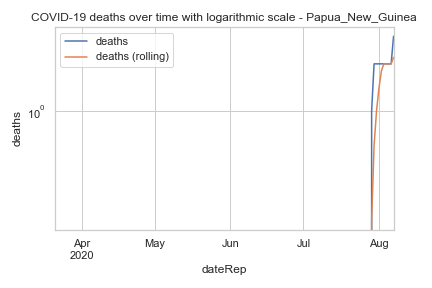 COVID-19 deaths over time with logarithmic scale - Papua_New_Guinea
deaths
deaths (rolling)
deaths
10⁰
Apr
2020
May
Jun
Jul
Aug
dateRep